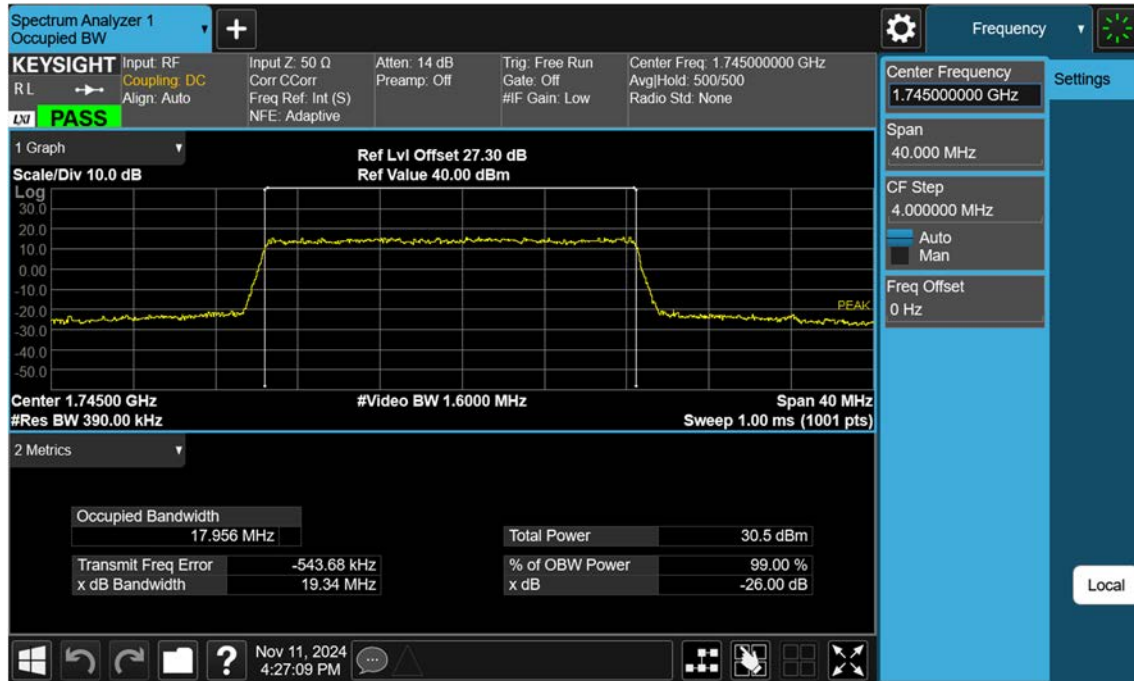 Spectrum Analyzer 1
Occupied BW
Frequency
KEYSIGHT
R L
LXI
PASS
Input: RF
Coupling: DC
Align: Auto
Input Z: 50 Ω
Corr CCorr
Freq Ref: Int (S)
NFE: Adaptive
Atten: 14 dB
Preamp: Off
Trig: Free Run
Gate: Off
#IF Gain: Low
Center Freq: 1.745000000 GHz
Avg|Hold: 500/500
Radio Std: None
Center Frequency
1.745000000 GHz
Settings
Span
40.000 MHz
CF Step
4.000000 MHz
Auto
Man
Freq Offset
0 Hz
Local
1 Graph
Scale/Div 10.0 dB
Ref Lvl Offset 27.30 dB
Ref Value 40.00 dBm
Log
30.0
20.0
10.0
0.00
-10.0
-20.0
-30.0
-40.0
-50.0
PEAK
Center 1.74500 GHz
#Video BW 1.6000 MHz
Span 40 MHz
#Res BW 390.00 kHz
Sweep 1.00 ms (1001 pts)
2 Metrics
Occupied Bandwidth
17.956 MHz
Total Power 30.5 dBm
Transmit Freq Error -543.68 kHz
% of OBW Power 99.00 %
x dB Bandwidth 19.34 MHz
x dB -26.00 dB
?
Nov 11, 2024
4:27:09 PM